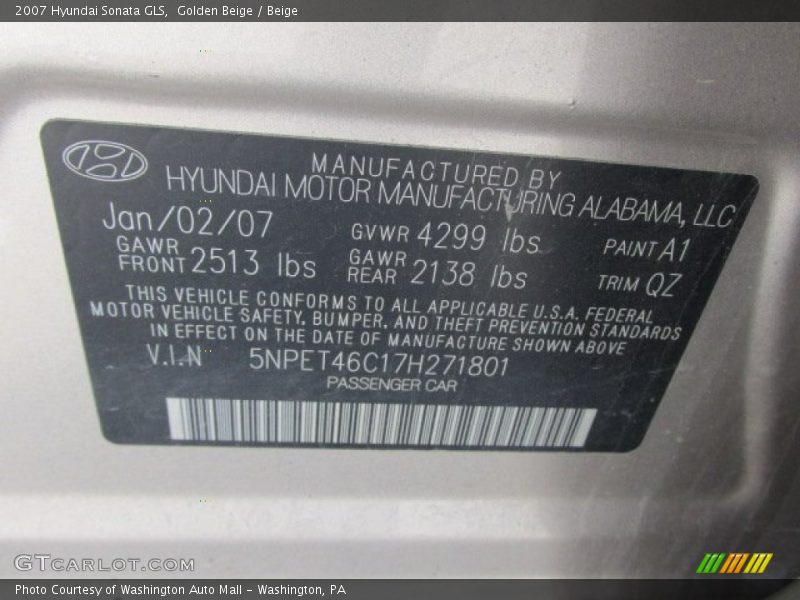 2007 Hyundai Sonata GLS,  Golden Beige / Beige
MANUFACTURED BY
HYUNDAI MOTOR MANUFACTURING ALABAMA, LLC
Jan/02/07 GVWR 4299 lbs PAINT A1
GAWR FRONT 2513 lbs GAWR REAR 2138 lbs TRIM QZ
THIS VEHICLE CONFORMS TO ALL APPLICABLE U.S.A. FEDERAL
MOTOR VEHICLE SAFETY, BUMPER, AND THEFT PREVENTION STANDARDS
IN EFFECT ON THE DATE OF MANUFACTURE SHOWN ABOVE
V.I.N 5NPET46C17H271801
PASSENGER CAR
GTCARLOT.COM
Photo Courtesy of Washington Auto Mall - Washington, PA